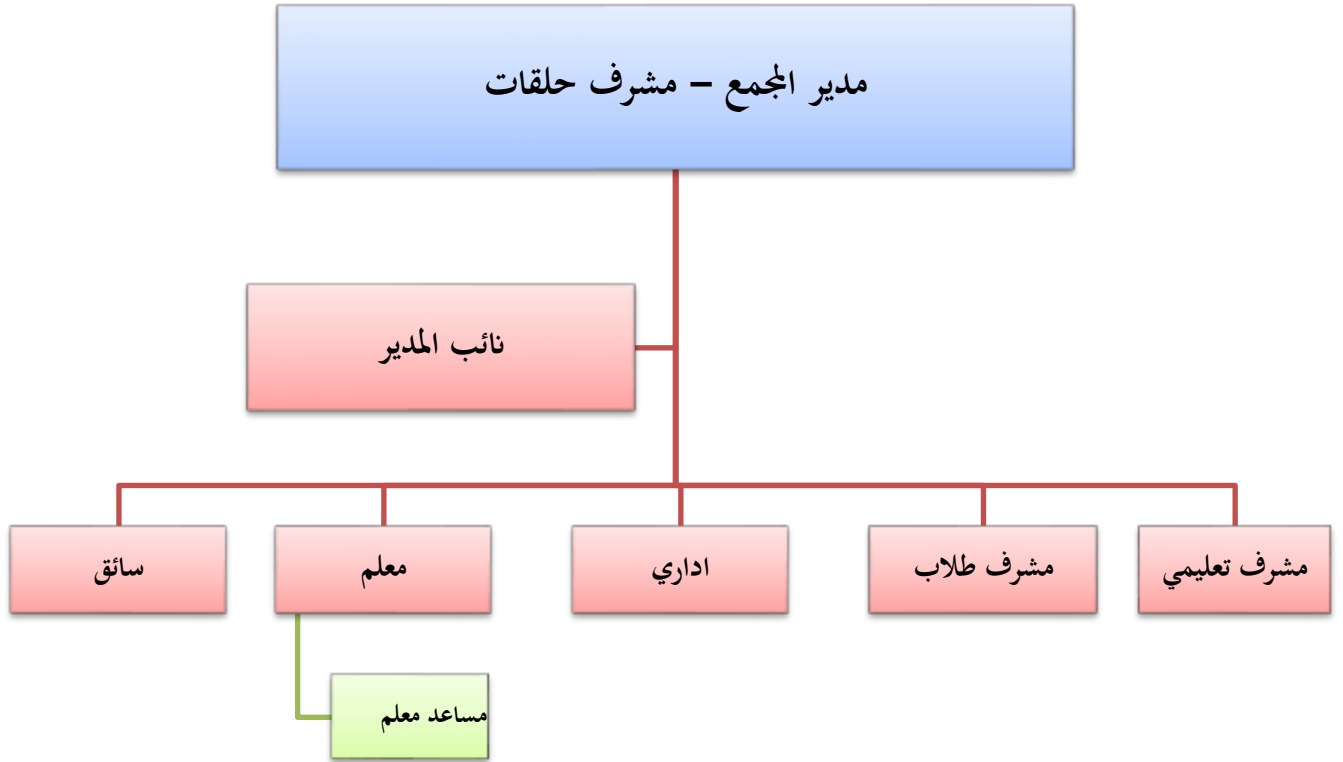 مدير المجمع – مشرف حلقات
نائب المدير
مشرف تعليمي
مشرف طلاب
اداري
معلم
سائق
مساعد معلم